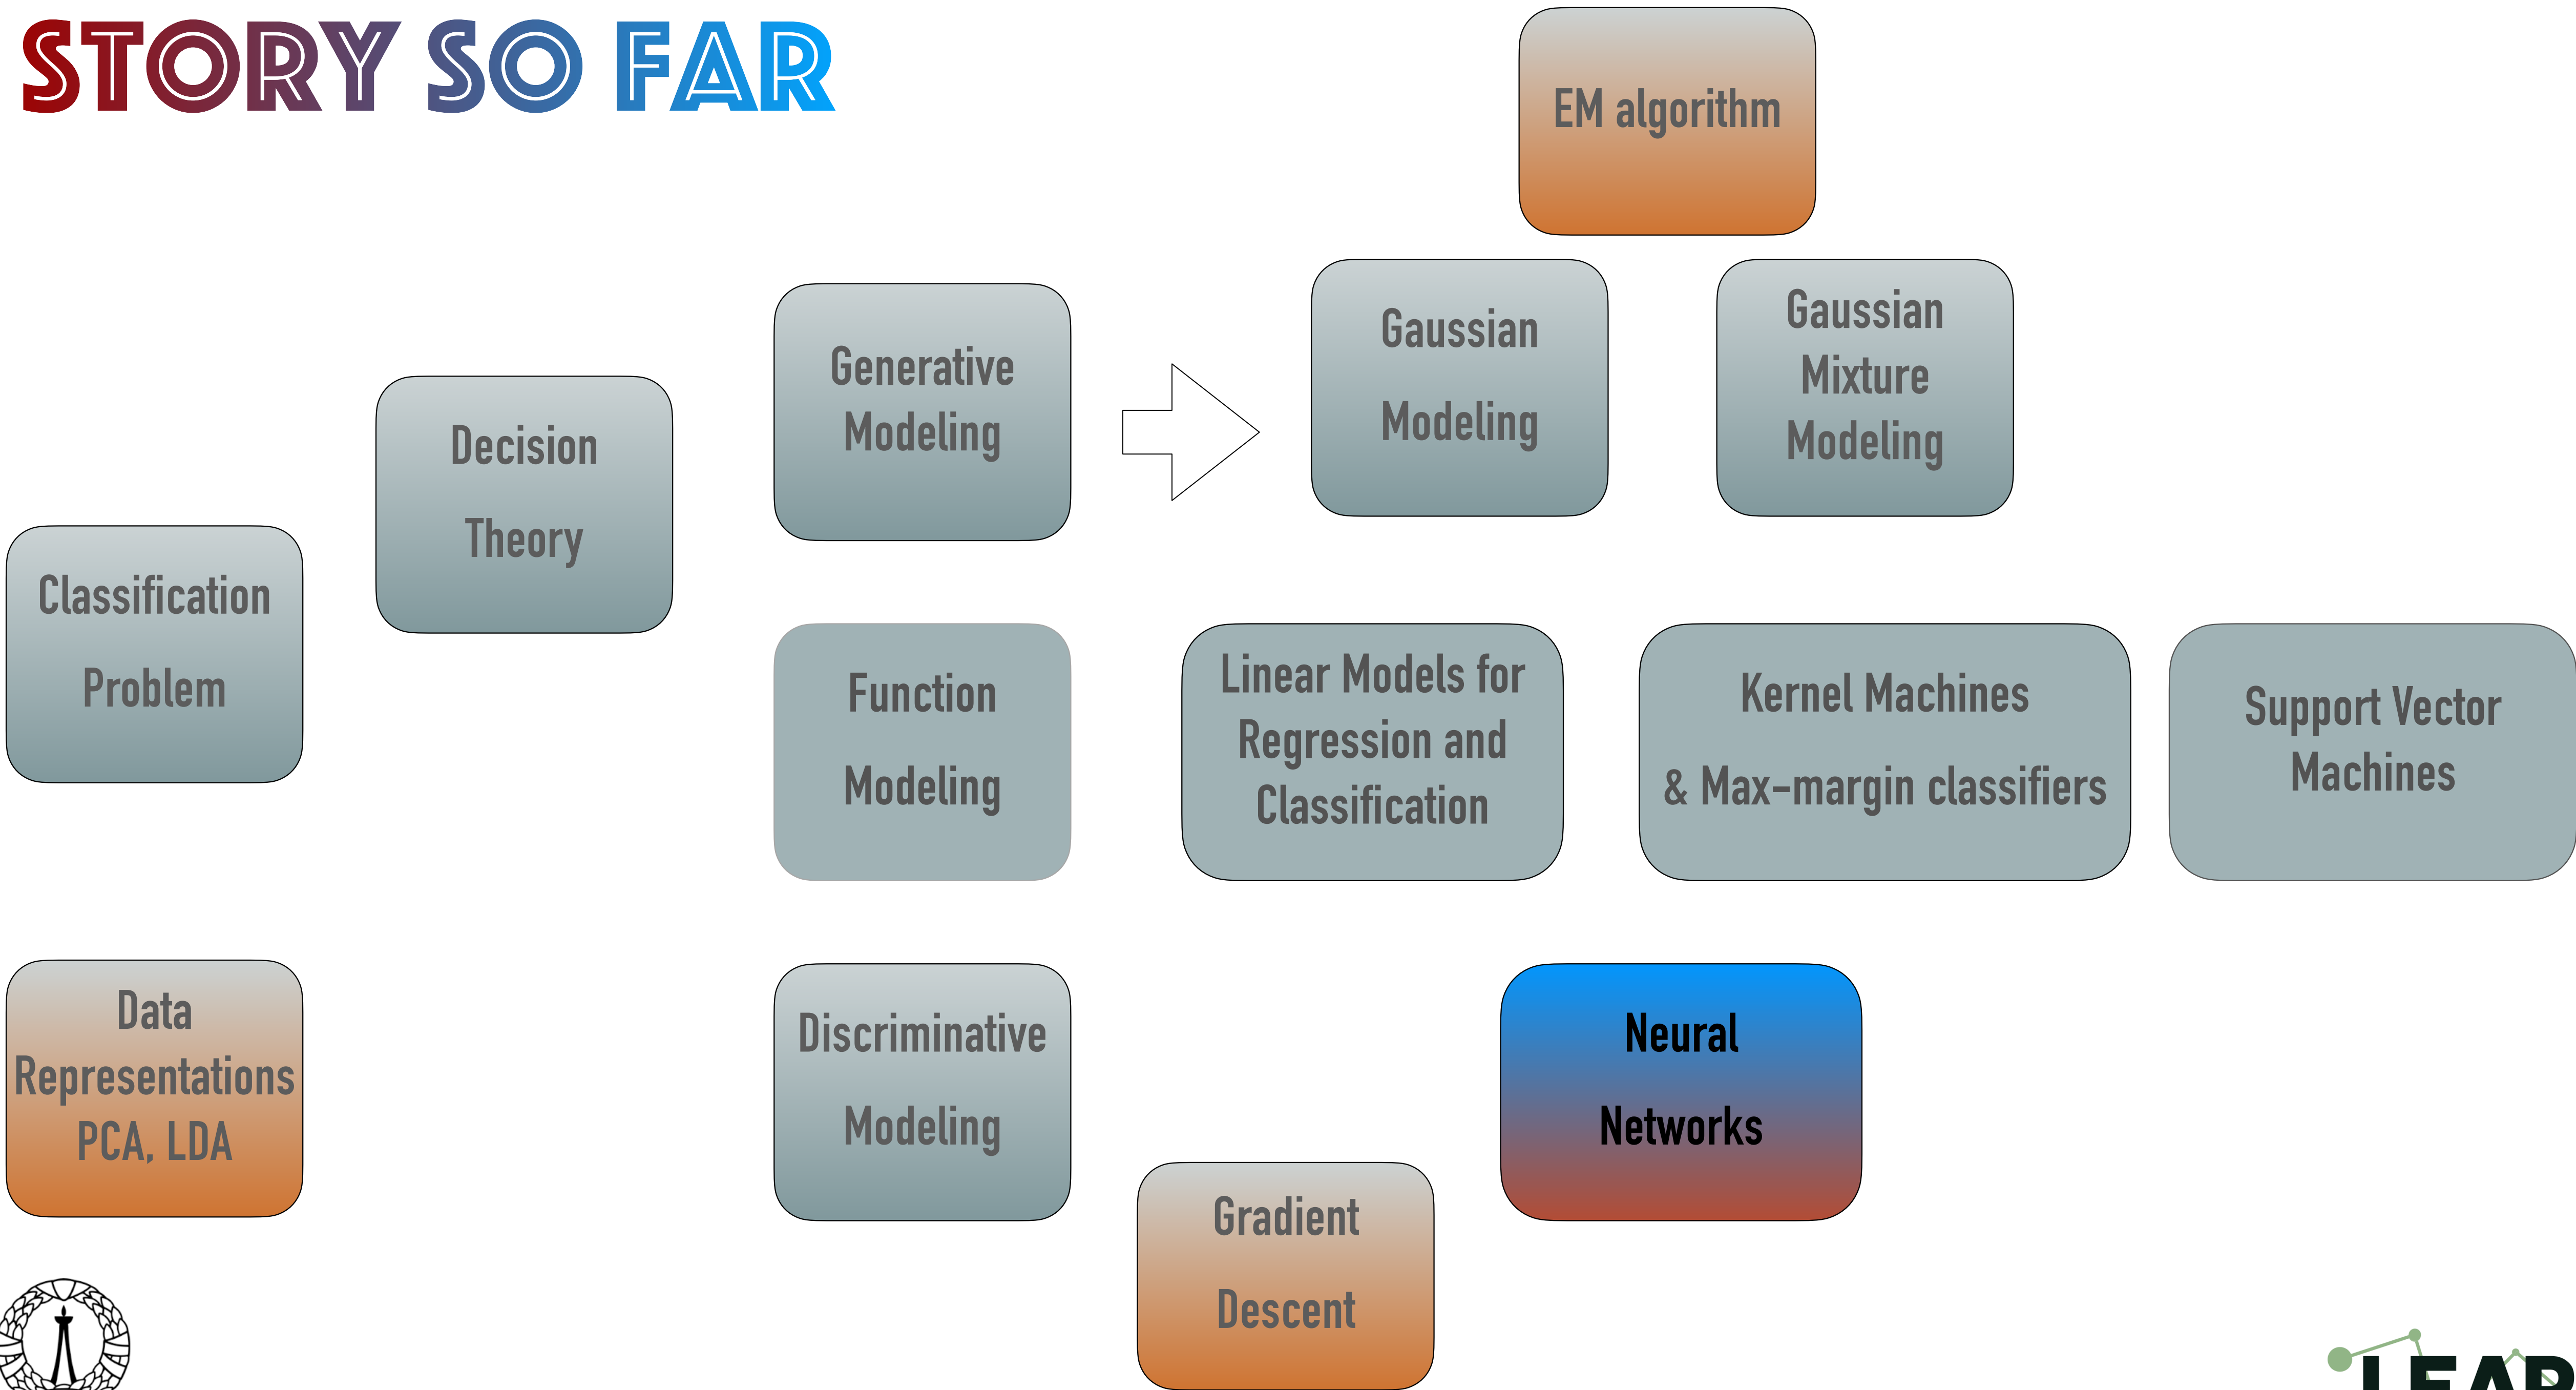 STORY SO FAR
EM algorithm
Gaussian
Modeling
Gaussian
Mixture
Modeling
Generative
Modeling
Decision
Theory
Classification
Problem
Function
Modeling
Linear Models for
Regression and
Classification
Kernel Machines
& Max-margin classifiers
Support Vector
Machines
Data
Representations
PCA, LDA
Discriminative
Modeling
Neural
Networks
Gradient
Descent
LEAP